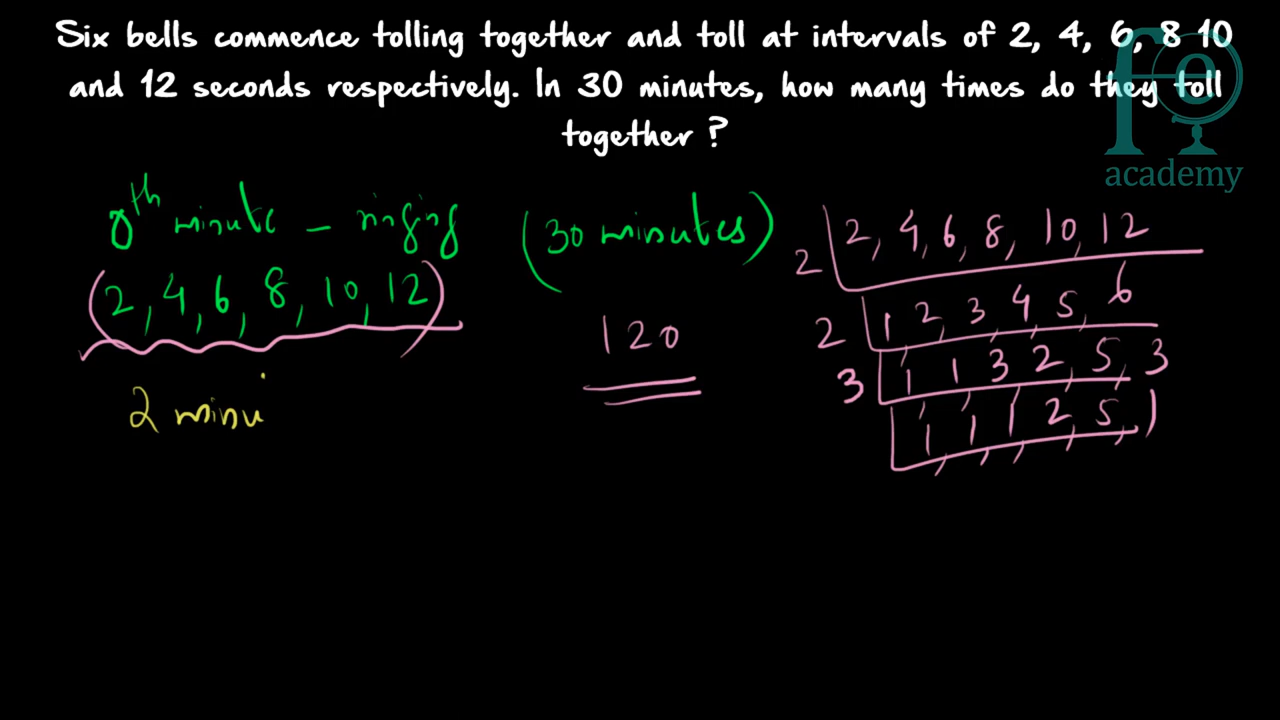 Six bells commence tolling together and toll at intervals of 2, 4, 6, 8 10
and 12 seconds respectively. In 30 minutes, how many times do they toll
together ?
fe
academy
0th minute - ringing
(30 minutes)
(2, 4, 6, 8, 10, 12)
120
2 minu
2 2, 4, 6, 8, 10, 12
2 1, 2, 3, 4, 5, 6
3 1, 1, 3, 2, 5, 3
1, 1, 1, 2, 5, 1